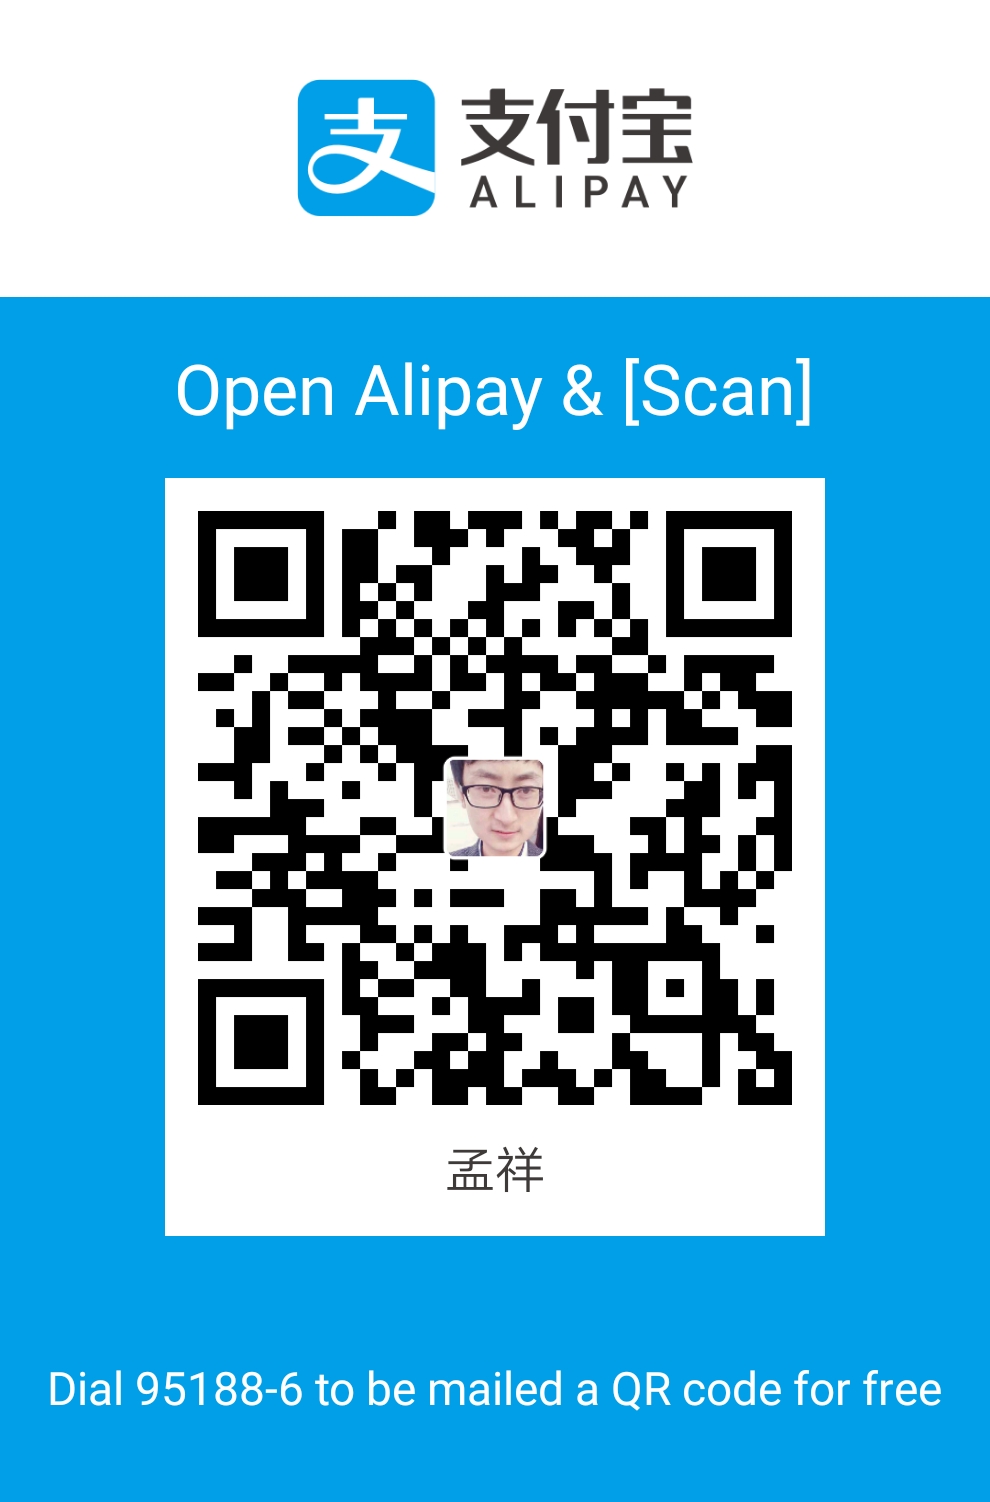 支
支付宝
ALIPAY
Open Alipay & [Scan]
孟祥
Dial 95188-6 to be mailed a QR code for free